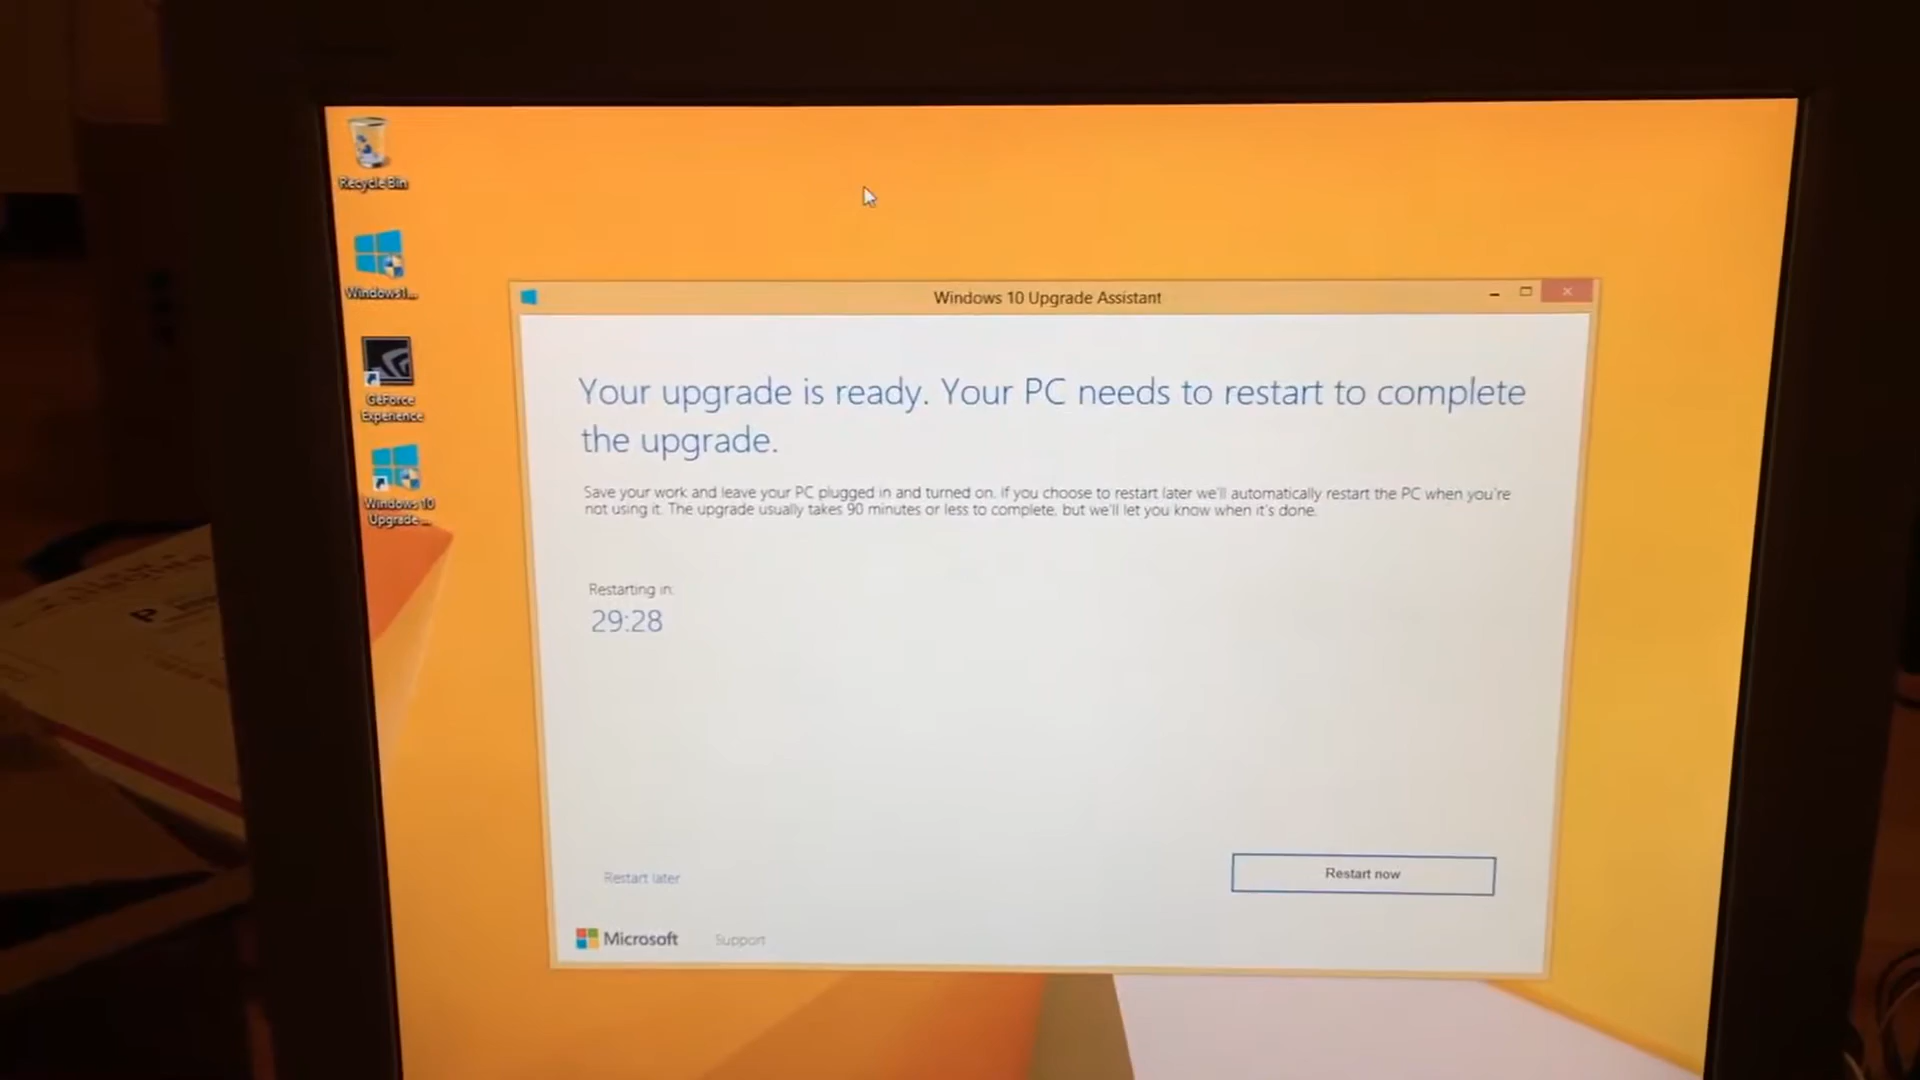 Recycle Bin
Windows1...
GeForce
Experience
Windows 10
Upgrade ...
Windows 10 Upgrade Assistant
Your upgrade is ready. Your PC needs to restart to complete
the upgrade.
Save your work and leave your PC plugged in and turned on. If you choose to restart later we'll automatically restart the PC when you're
not using it. The upgrade usually takes 90 minutes or less to complete, but we'll let you know when it's done.
Restarting in:
29:28
Restart later
Restart now
Microsoft
Support